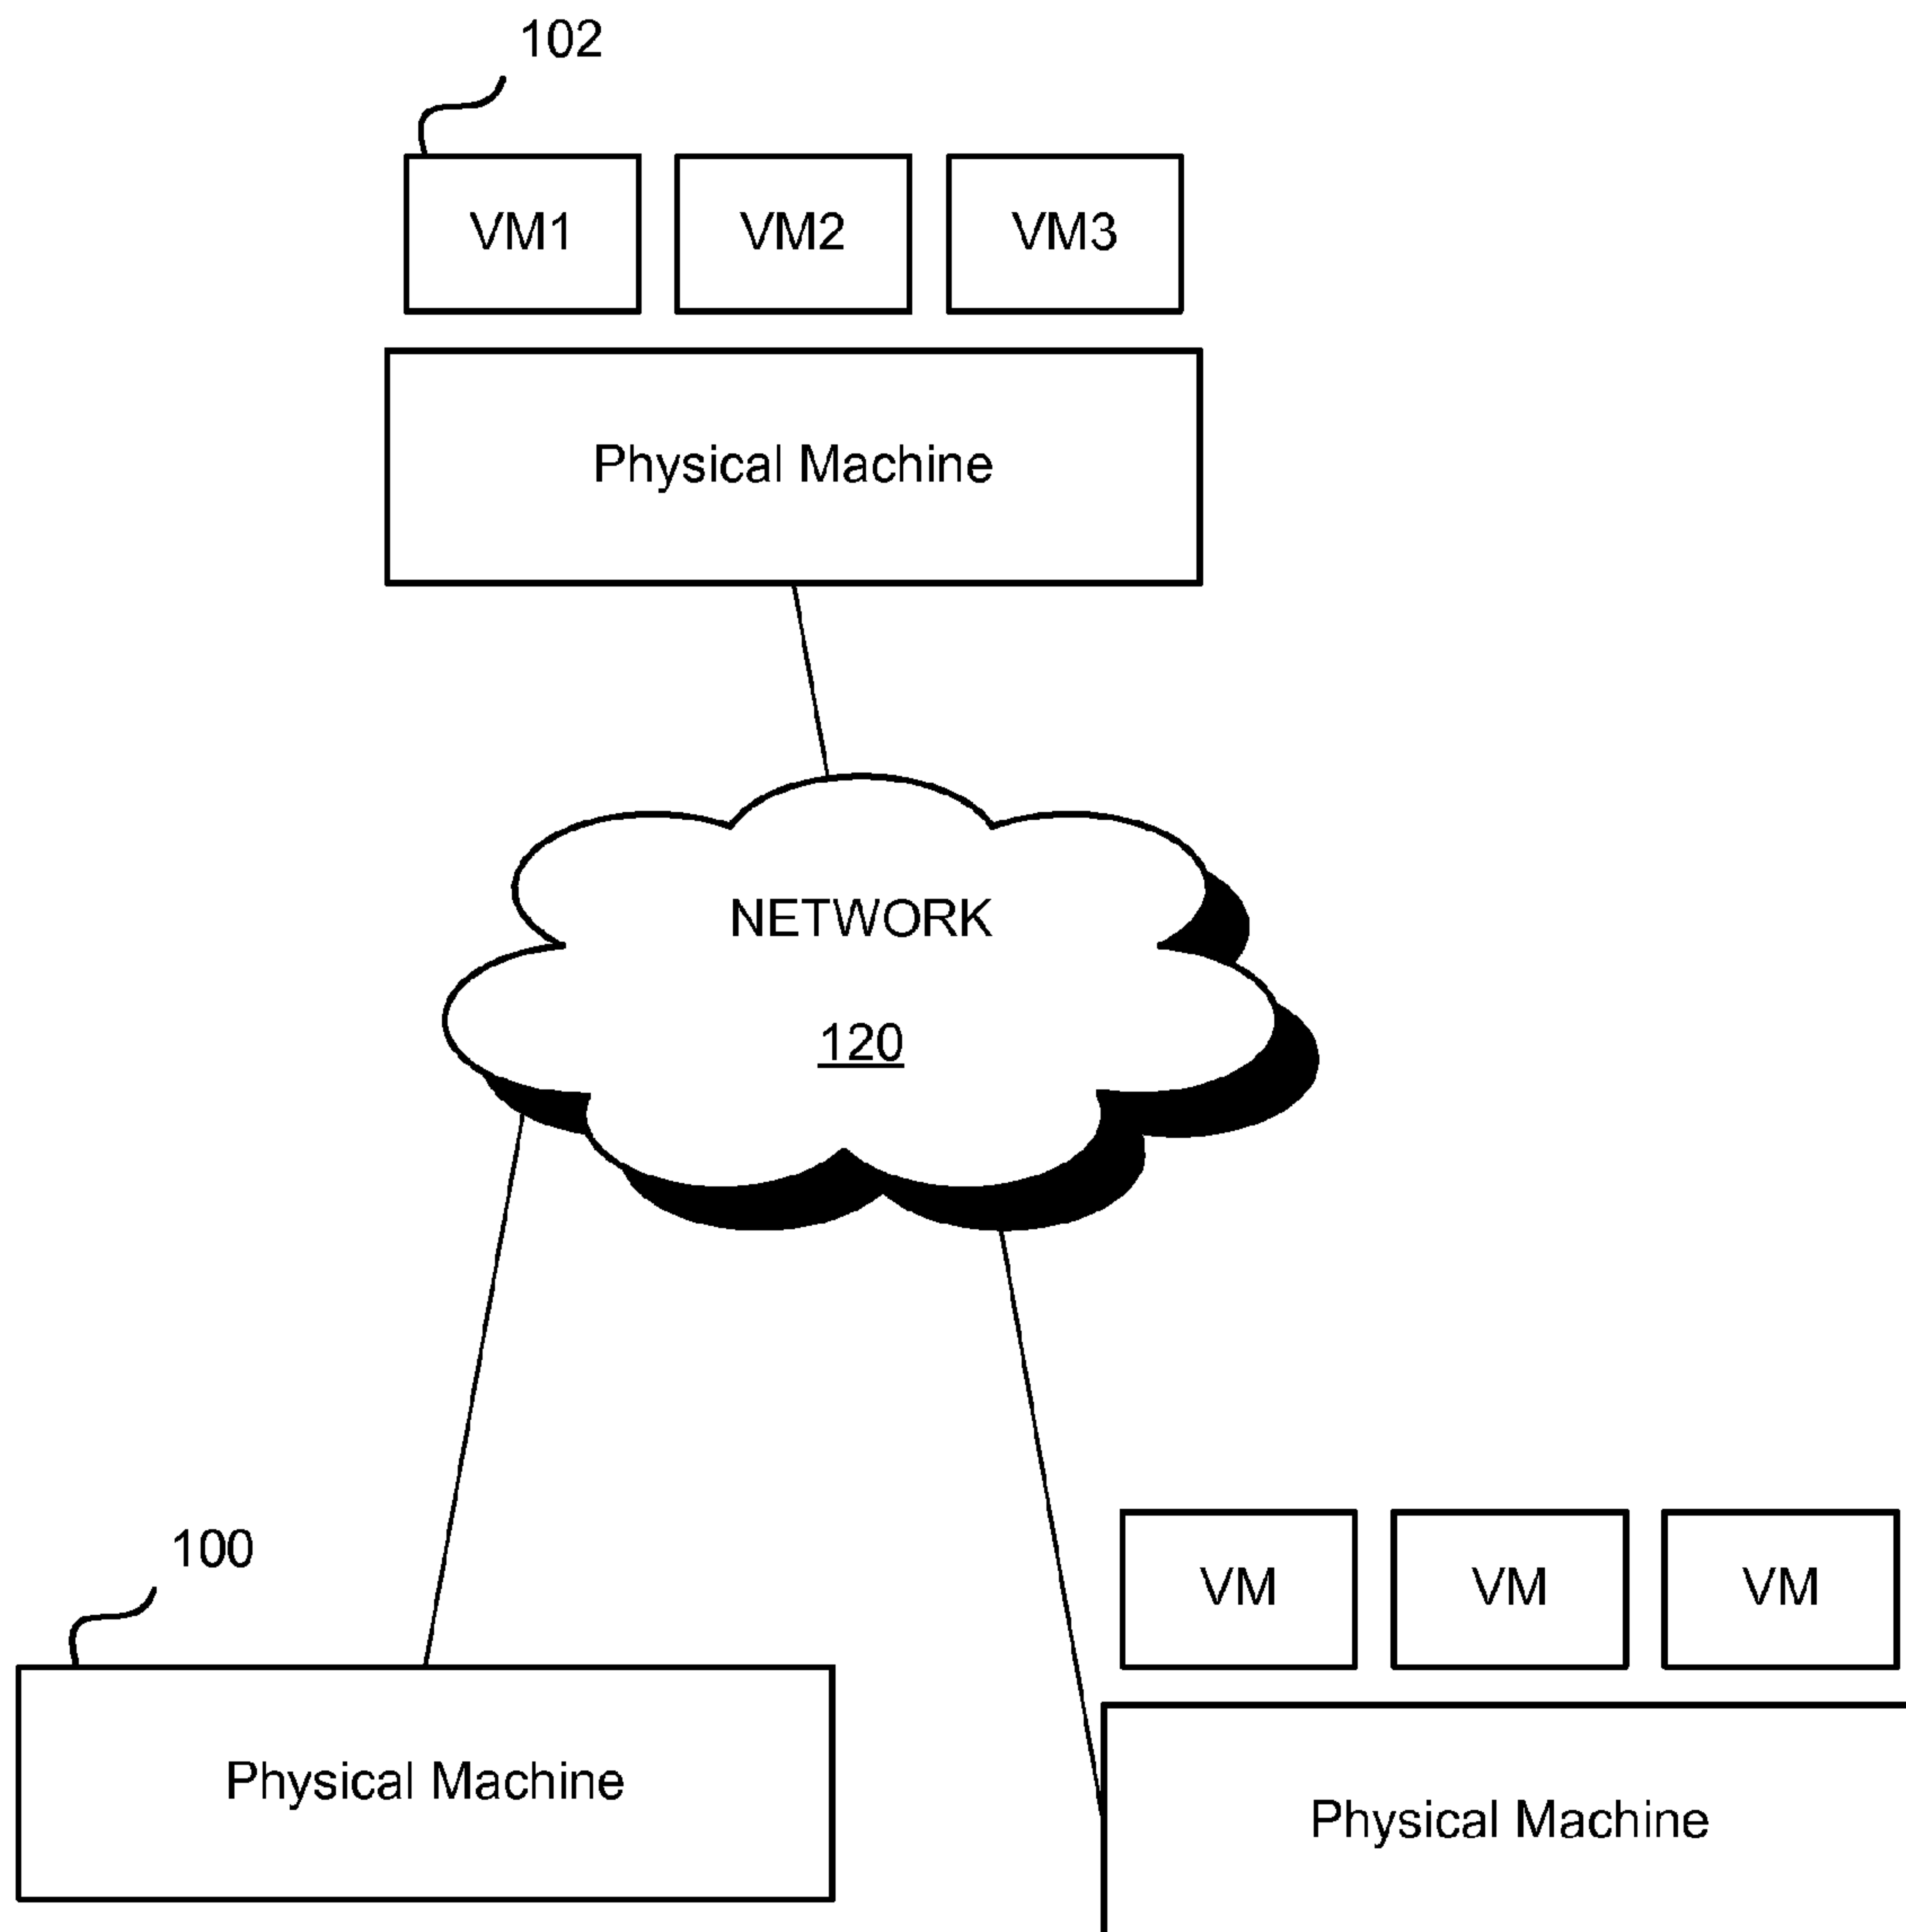 102
VM1 VM2 VM3
Physical Machine
NETWORK
120
100
VM VM VM
Physical Machine
Physical Machine